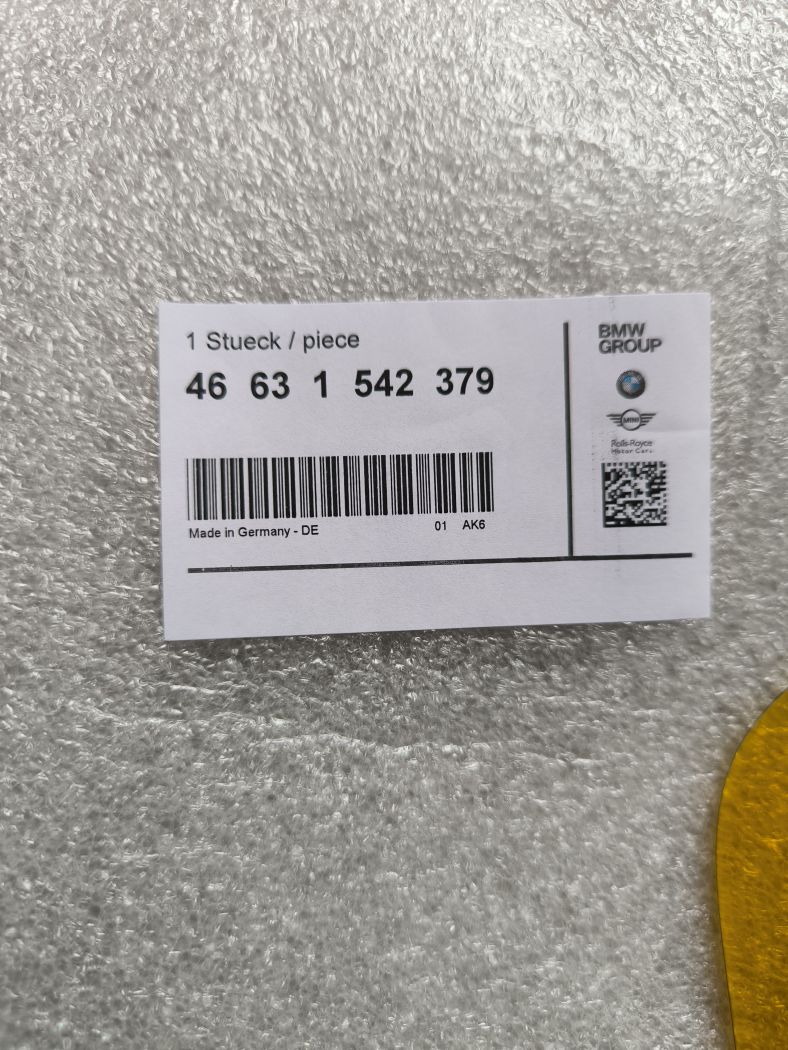 1 Stueck / piece
46 63 1 542 379
Made in Germany - DE
01 AK6
BMW
GROUP
MINI
Rolls-Royce
Motor Cars